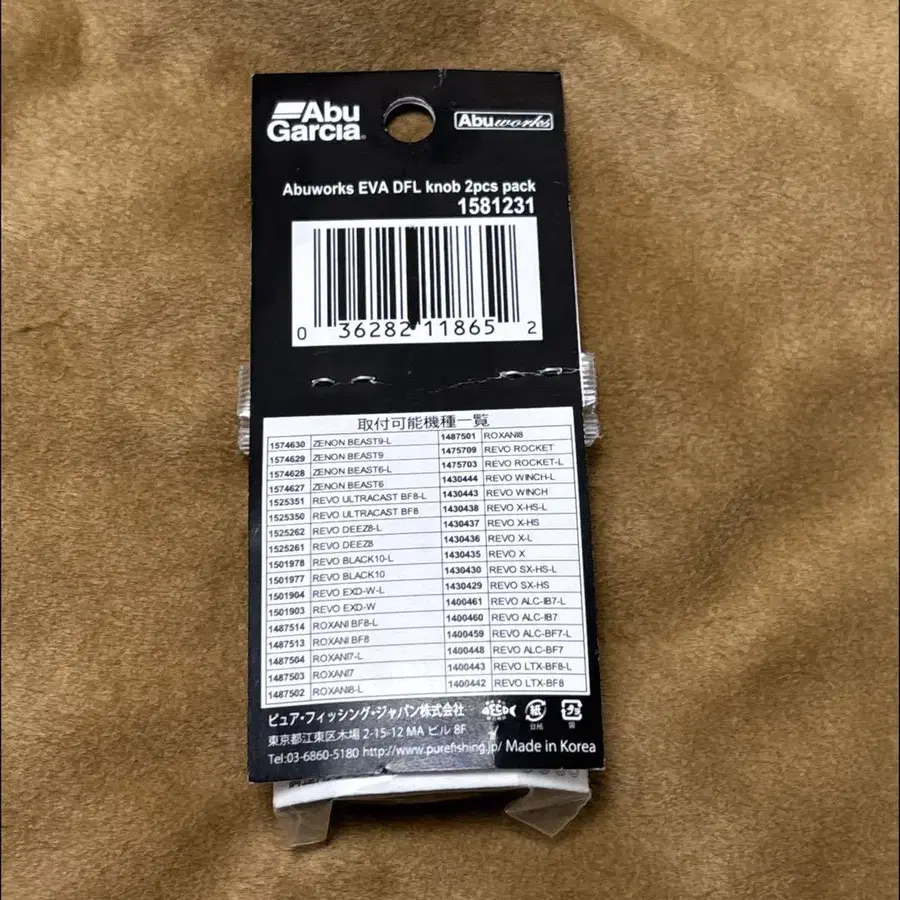 Abu
Garcia
Abuworks
Abuworks EVA DFL knob 2pcs pack
1581231
0 36282 11865 2
取付可能機種一覧
1574630 ZENON BEAST9-L
1574629 ZENON BEAST9
1574628 ZENON BEAST6-L
1574627 ZENON BEAST6
1525351 REVO ULTRACAST BF8-L
1525350 REVO ULTRACAST BF8
1525262 REVO DEEZ8-L
1525261 REVO DEEZ8
1501978 REVO BLACK10-L
1501977 REVO BLACK10
1501904 REVO EXD-W-L
1501903 REVO EXD-W
1487514 ROXANI BF8-L
1487513 ROXANI BF8
1487504 ROXANI7-L
1487503 ROXANI7
1487502 ROXANI8-L
1487501 ROXANI8
1475709 REVO ROCKET
1475703 REVO ROCKET-L
1430444 REVO WINCH-L
1430443 REVO WINCH
1430438 REVO X-HS-L
1430437 REVO X-HS
1430436 REVO X-L
1430435 REVO X
1430430 REVO SX-HS-L
1430429 REVO SX-HS
1400461 REVO ALC-IB7-L
1400460 REVO ALC-IB7
1400459 REVO ALC-BF7-L
1400448 REVO ALC-BF7
1400443 REVO LTX-BF8-L
1400442 REVO LTX-BF8
ピュア・フィッシング・ジャパン株式会社
紙
プラ
東京都江東区木場 2-15-12 MA ビル 8F
Tel:03-6860-5180 http://www.purefishing.jp/ Made in Korea